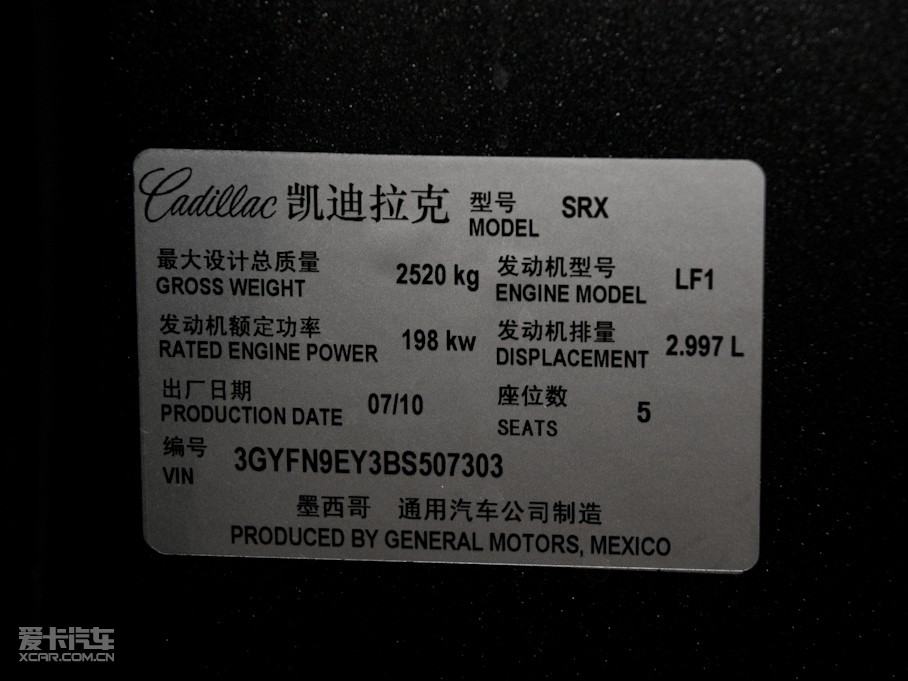 Cadillac 凯迪拉克 型号 SRX
MODEL
最大设计总质量 2520 kg 发动机型号 LF1
GROSS WEIGHT ENGINE MODEL
发动机额定功率 198 kw 发动机排量 2.997 L
RATED ENGINE POWER DISPLACEMENT
出厂日期 07/10 座位数 5
PRODUCTION DATE SEATS
编号 3GYFN9EY3BS507303
VIN
墨西哥 通用汽车公司制造
PRODUCED BY GENERAL MOTORS, MEXICO
爱卡汽车
XCAR.COM.CN